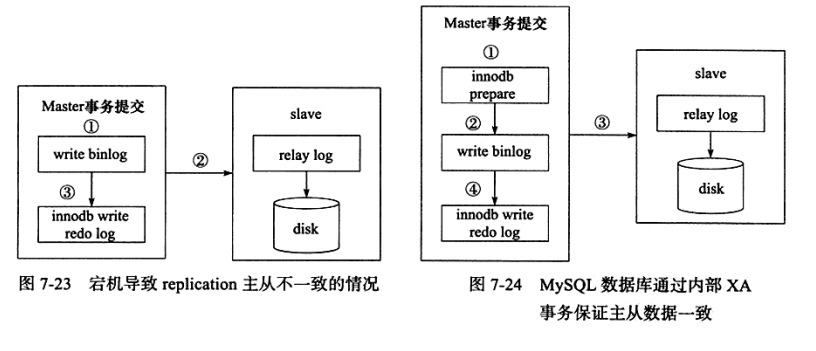 Master事务提交
①
write binlog
③
innodb write
redo log
②
slave
relay log
disk
图 7-23 宕机导致 replication 主从不一致的情况
Master事务提交
①
innodb
prepare
②
write binlog
④
innodb write
redo log
③
slave
relay log
disk
图 7-24 MySQL 数据库通过内部 XA
事务保证主从数据一致